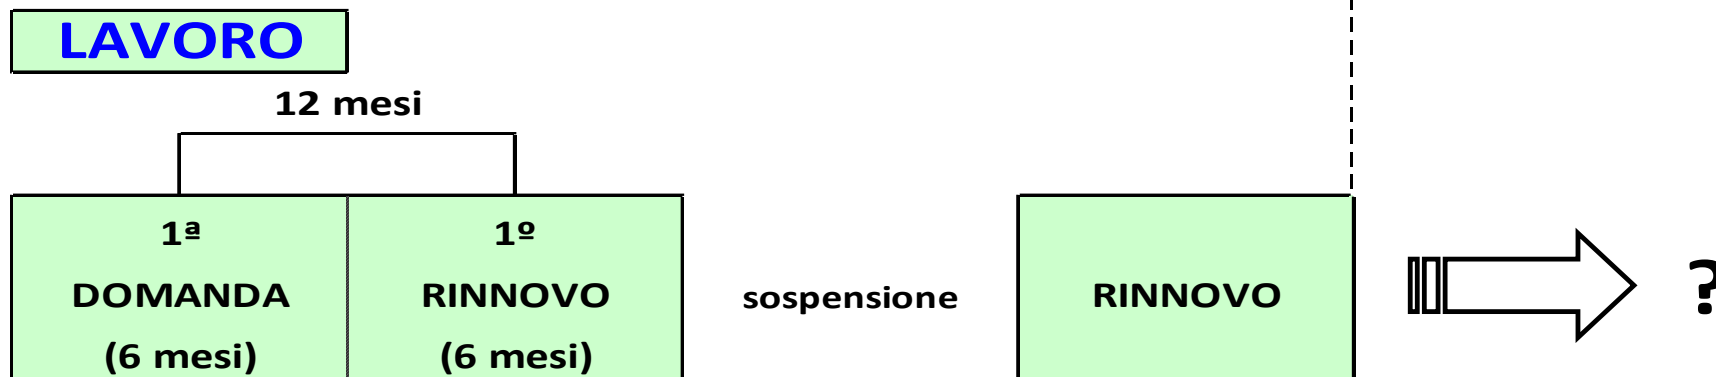 LAVORO
12 mesi
1ª
DOMANDA
(6 mesi)
1º
RINNOVO
(6 mesi)
sospensione
RINNOVO
?